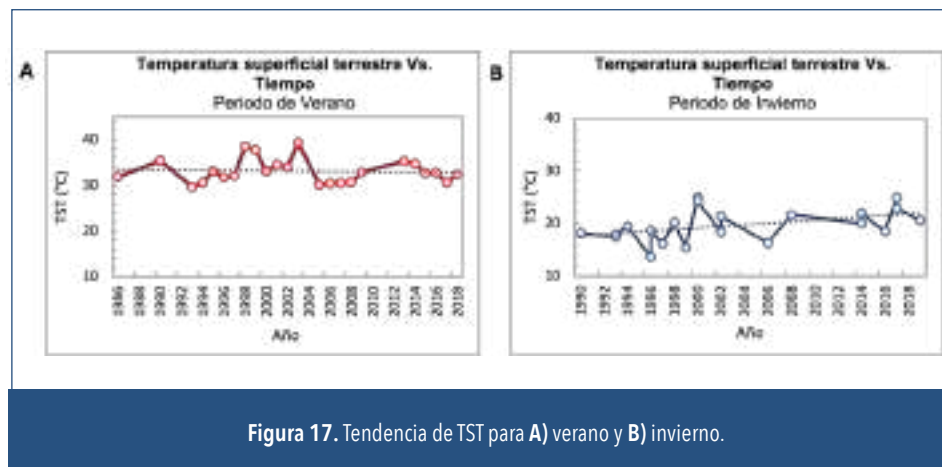 A
Temperatura superficial terrestre Vs.
Tiempo
Periodo de Verano
TST (°C)
40
30
20
10
1986 1988 1990 1992 1994 1996 1998 2000 2002 2004 2006 2008 2010 2012 2014 2016 2018
Año
B
Temperatura superficial terrestre Vs.
Tiempo
Periodo de Invierno
TST (°C)
40
30
20
10
1990 1992 1994 1996 1998 2000 2002 2004 2006 2008 2010 2012 2014 2016 2018
Año
Figura 17. Tendencia de TST para A) verano y B) invierno.